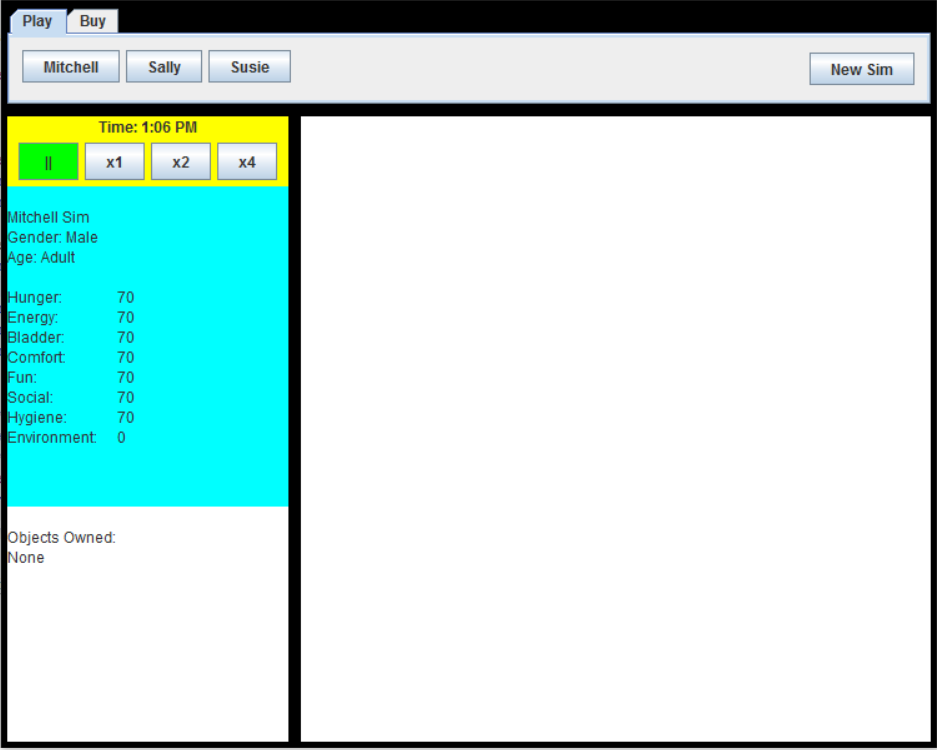 Play Buy
Mitchell Sally Susie New Sim
Time: 1:06 PM
|| x1 x2 x4
Mitchell Sim
Gender: Male
Age: Adult
Hunger: 70
Energy: 70
Bladder: 70
Comfort: 70
Fun: 70
Social: 70
Hygiene: 70
Environment: 0
Objects Owned:
None